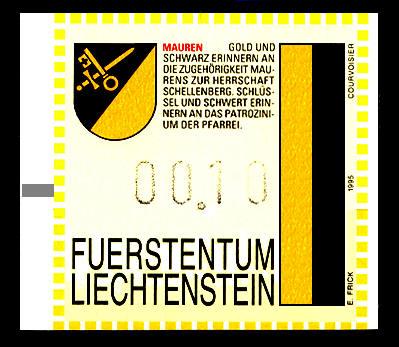 MAUREN GOLD UND
SCHWARZ ERINNERN AN
DIE ZUGEHÖRIGKEIT MAU-
RENS ZUR HERRSCHAFT
SCHELLENBERG. SCHLÜS-
SEL UND SCHWERT ERIN-
NERN AN DAS PATROZINI-
UM DER PFARREI.
00.10
FUERSTENTUM
LIECHTENSTEIN
COURVOISIER
1995
E. FRICK